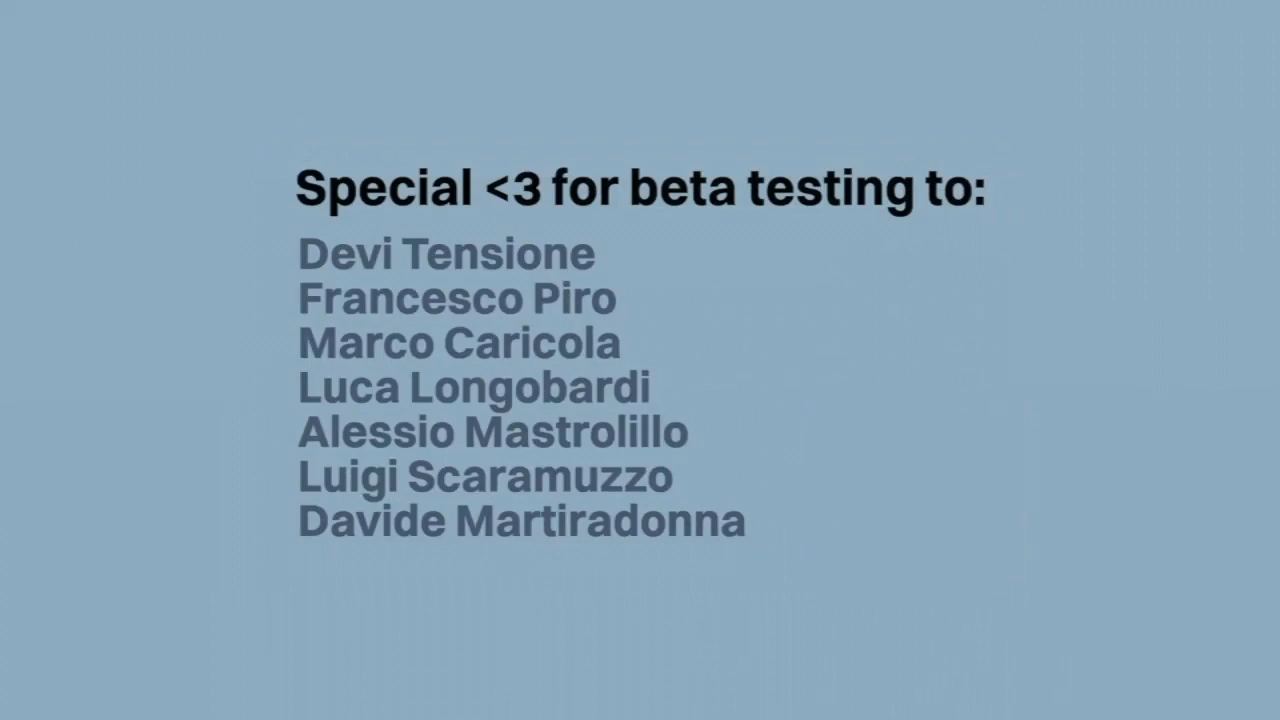 Special <3 for beta testing to:
Devi Tensione
Francesco Piro
Marco Caricola
Luca Longobardi
Alessio Mastrolillo
Luigi Scaramuzzo
Davide Martiradonna